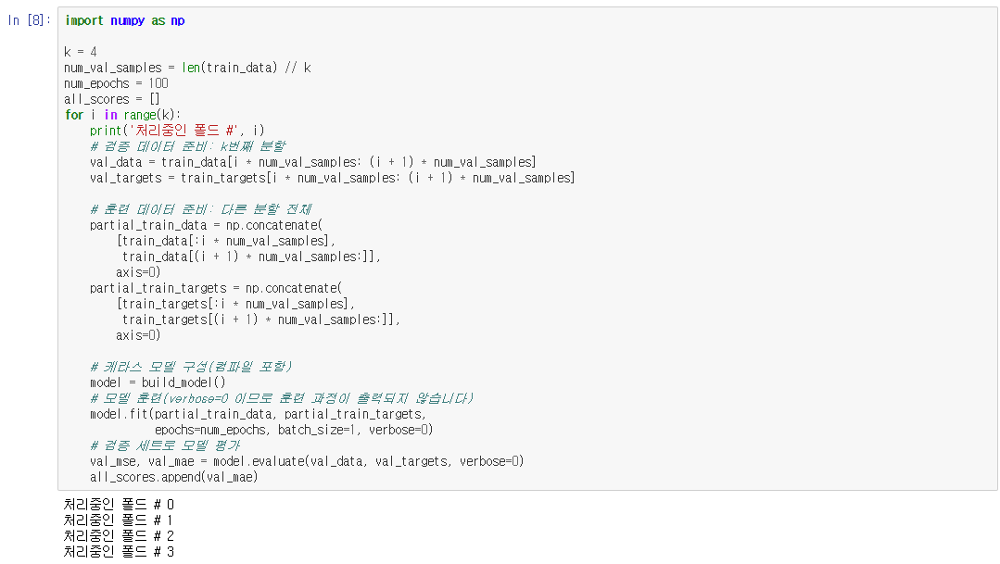 In [8]: import numpy as np

k = 4
num_val_samples = len(train_data) // k
num_epochs = 100
all_scores = []
for i in range(k):
    print('처리중인 폴드 #', i)
    # 검증 데이터 준비: k번째 분할
    val_data = train_data[i * num_val_samples: (i + 1) * num_val_samples]
    val_targets = train_targets[i * num_val_samples: (i + 1) * num_val_samples]

    # 훈련 데이터 준비: 다른 분할 전체
    partial_train_data = np.concatenate(
        [train_data[:i * num_val_samples],
         train_data[(i + 1) * num_val_samples:]],
        axis=0)
    partial_train_targets = np.concatenate(
        [train_targets[:i * num_val_samples],
         train_targets[(i + 1) * num_val_samples:]],
        axis=0)

    # 케라스 모델 구성(컴파일 포함)
    model = build_model()
    # 모델 훈련(verbose=0 이므로 훈련 과정이 출력되지 않습니다)
    model.fit(partial_train_data, partial_train_targets,
              epochs=num_epochs, batch_size=1, verbose=0)
    # 검증 세트로 모델 평가
    val_mse, val_mae = model.evaluate(val_data, val_targets, verbose=0)
    all_scores.append(val_mae)
처리중인 폴드 # 0
처리중인 폴드 # 1
처리중인 폴드 # 2
처리중인 폴드 # 3